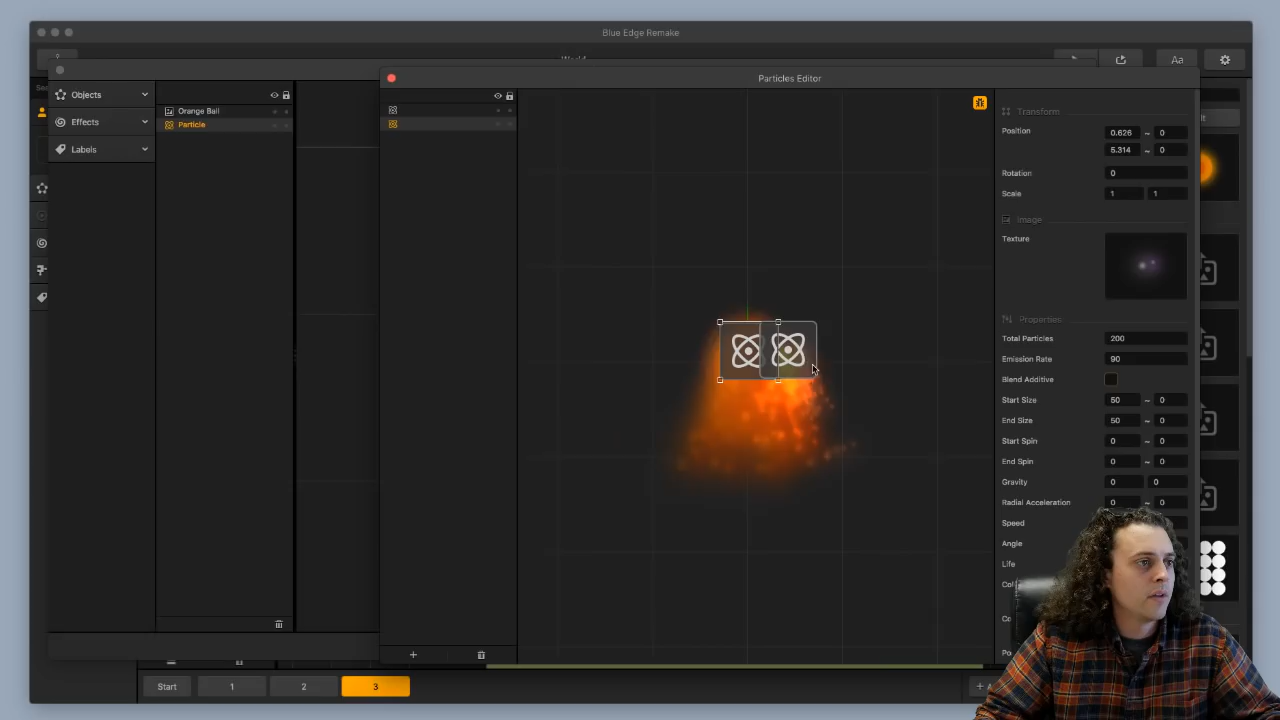 Blue Edge Remake
Aa
Particles Editor
Objects
Effects
Labels
Orange Ball
Particle
Transform
Position 0.626 ~ 0
5.314 ~ 0
Rotation 0
Scale 1 1
Image
Texture
Properties
Total Particles 200
Emission Rate 90
Blend Additive
Start Size 50 ~ 0
End Size 50 ~ 0
Start Spin 0 ~ 0
End Spin 0 ~ 0
Gravity 0 0
Radial Acceleration 0 ~ 0
Speed
Angle
Life
Start 1 2 3